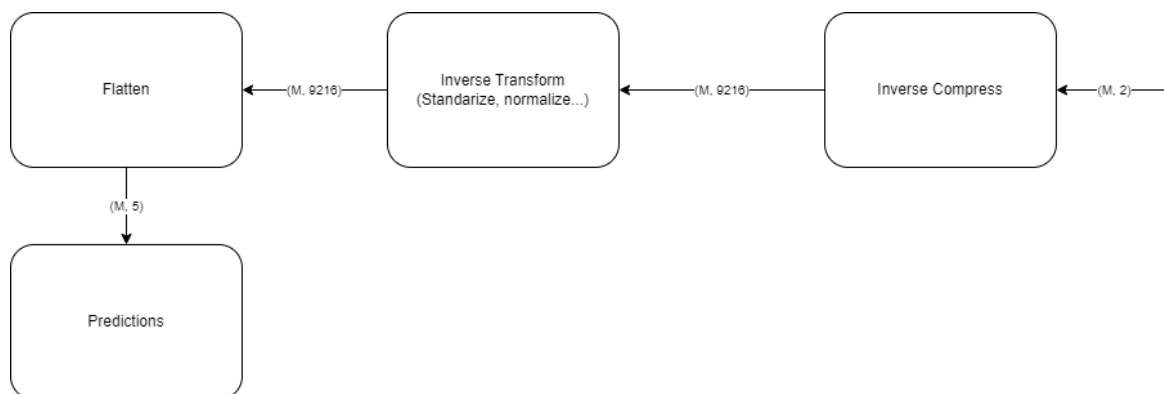 Flatten
(M, 9216)
Inverse Transform
(Standarize, normalize...)
(M, 9216)
Inverse Compress
(M, 2)
(M, 5)
Predictions